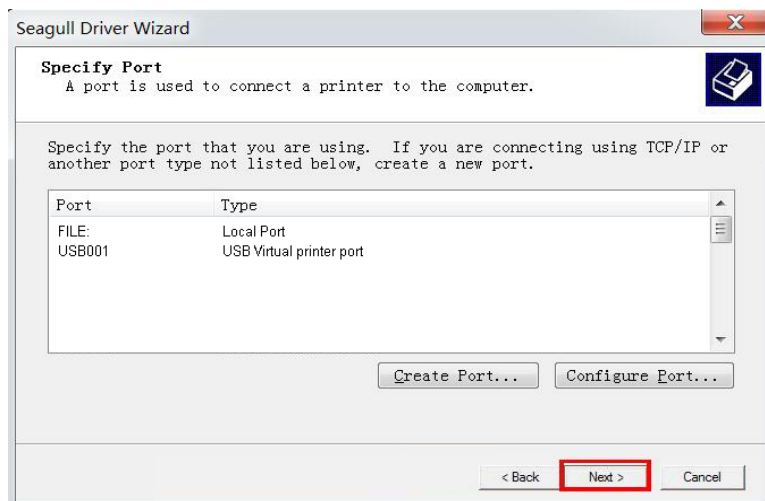 Seagull Driver Wizard
Specify Port
A port is used to connect a printer to the computer.
Specify the port that you are using. If you are connecting using TCP/IP or
another port type not listed below, create a new port.
Port Type
FILE: Local Port
USB001 USB Virtual printer port
Create Port... Configure Port...
< Back Next > Cancel